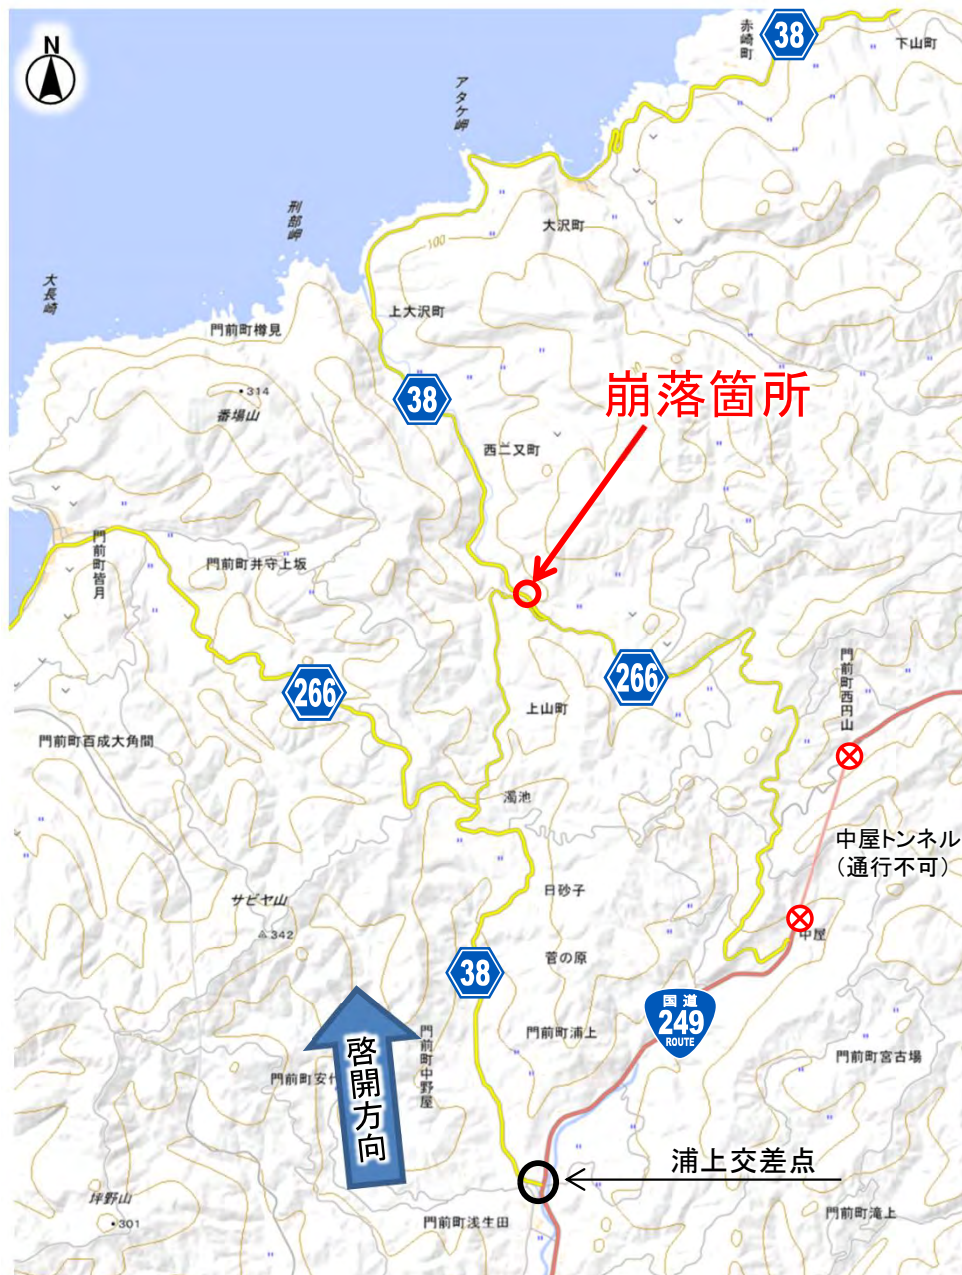 N
赤崎町
38
下山町
アタケ岬
刑部岬
大沢町
大長崎
上大沢町
門前町樽見
100
314
番場山
38
崩落箇所
西二又町
門前町皆月
門前町井守上坂
266
266
門前町西円山
上山町
門前町百成大角間
濁池
中屋トンネル
(通行不可)
日砂子
サビヤ山
342
中屋
菅の原
38
国道
249
ROUTE
門前町浦上
門前町中野屋
門前町宮古場
啓開方向
門前町安代
浦上交差点
坪野山
301
門前町浅生田
門前町滝上